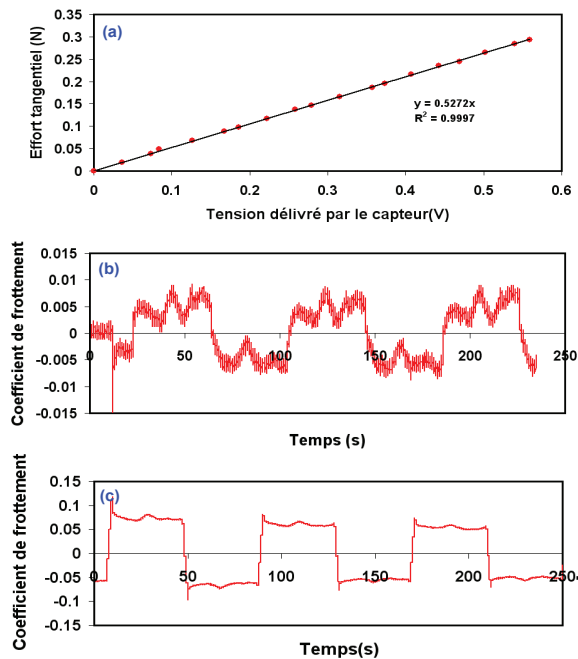 (a)
Effort tangentiel (N)
0.35
0.3
0.25
0.2
0.15
0.1
0.05
0
y = 0.5272x
R² = 0.9997
0 0.1 0.2 0.3 0.4 0.5 0.6
Tension délivré par le capteur(V)
(b)
Coefficient de frottement
0.015
0.01
0.005
0
-0.005
-0.01
-0.015
0 50 100 150 200 250
Temps (s)
(c)
Coefficient de frottement
0.15
0.1
0.05
0
-0.05
-0.1
-0.15
0 50 100 150 200 250
Temps(s)